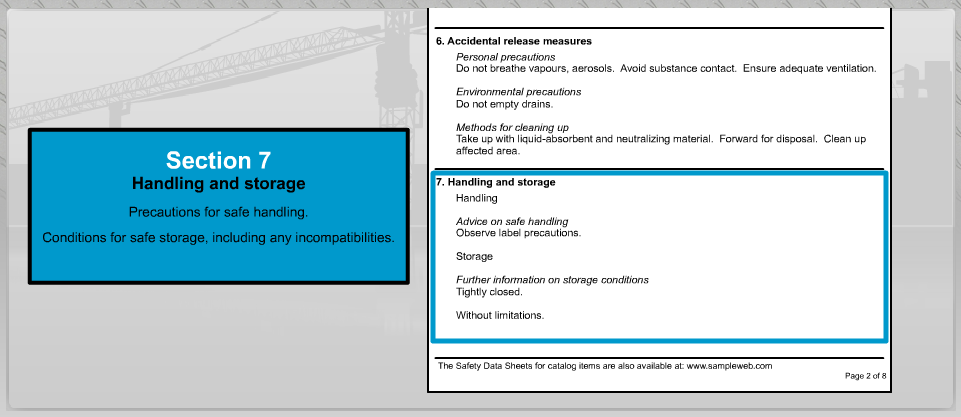 Section 7
Handling and storage
Precautions for safe handling.
Conditions for safe storage, including any incompatibilities.
6. Accidental release measures
Personal precautions
Do not breathe vapours, aerosols. Avoid substance contact. Ensure adequate ventilation.
Environmental precautions
Do not empty drains.
Methods for cleaning up
Take up with liquid-absorbent and neutralizing material. Forward for disposal. Clean up
affected area.
7. Handling and storage
Handling
Advice on safe handling
Observe label precautions.
Storage
Further information on storage conditions
Tightly closed.
Without limitations.
The Safety Data Sheets for catalog items are also available at: www.sampleweb.com
Page 2 of 8